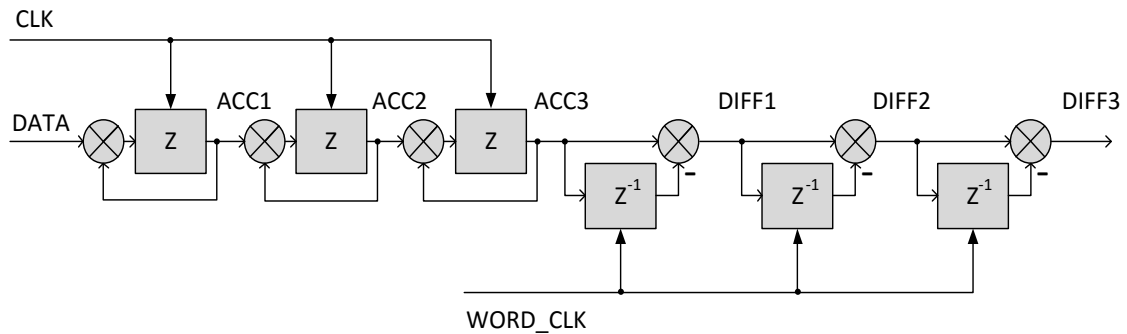 CLK
ACC1 ACC2 ACC3 DIFF1 DIFF2 DIFF3
DATA
Z Z Z
- - -
Z-1 Z-1 Z-1
WORD_CLK